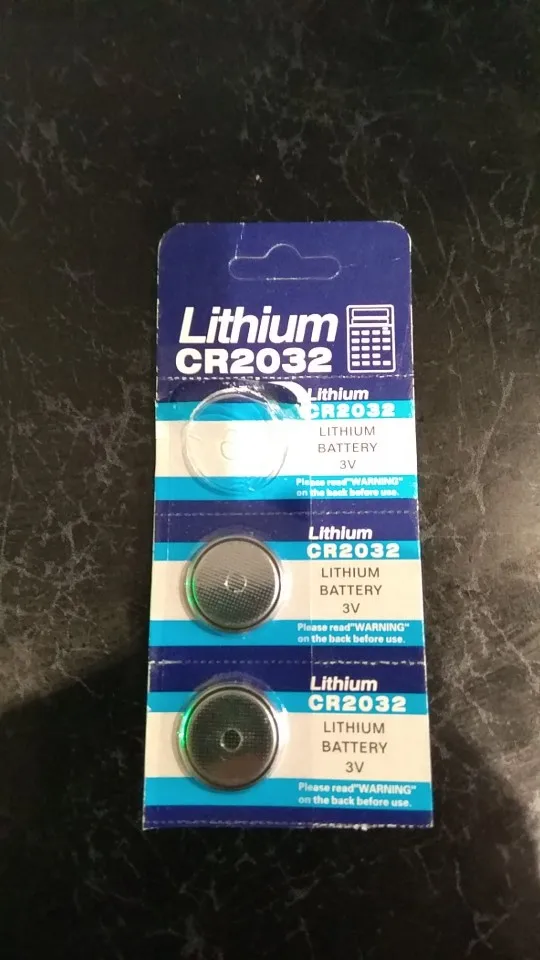 Lithium
CR2032
Lithium
CR2032
LITHIUM
BATTERY
3V
Please read"WARNING"
on the back before use.
Lithium
CR2032
LITHIUM
BATTERY
3V
Please read"WARNING"
on the back before use.
Lithium
CR2032
LITHIUM
BATTERY
3V
Please read"WARNING"
on the back before use.